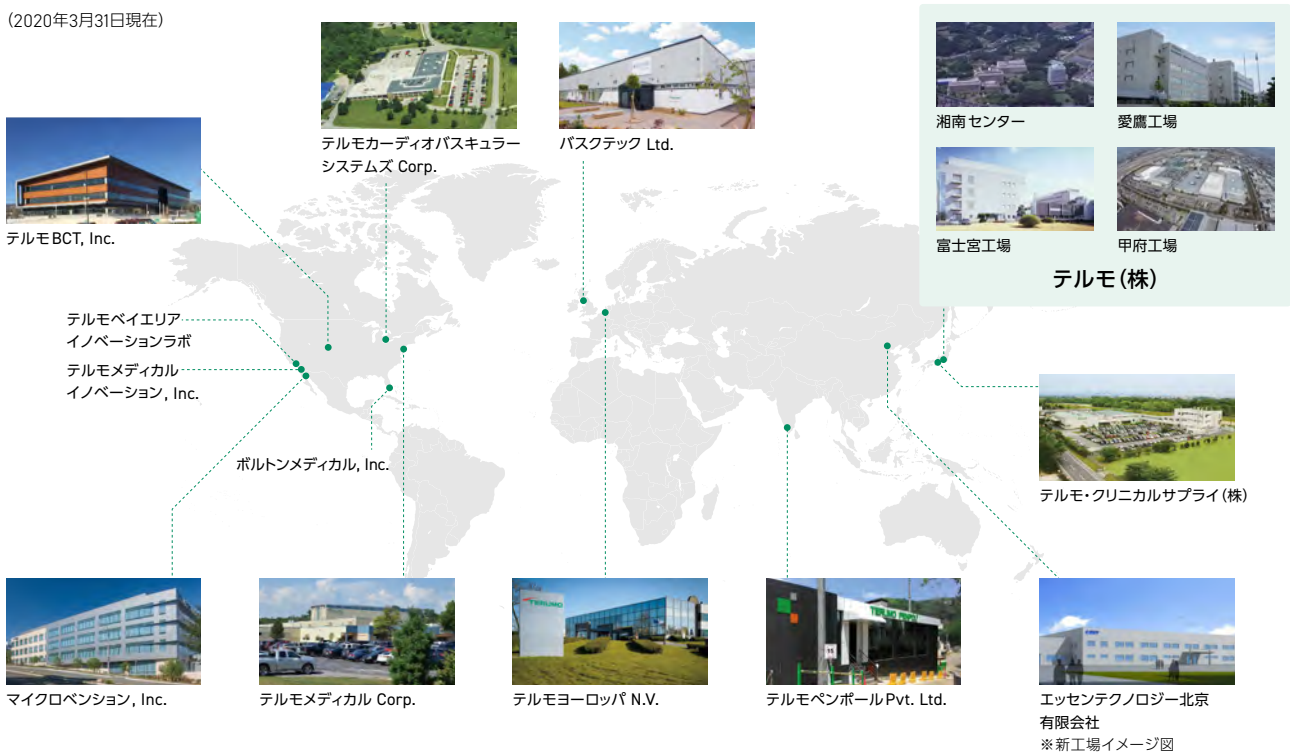 (2020年3月31日現在)
湘南センター
愛鷹工場
富士宮工場
甲府工場
テルモ(株)
テルモカーディオバスキュラー
システムズ Corp.
バスクテック Ltd.
テルモBCT, Inc.
テルモベイエリア
イノベーションラボ
テルモメディカル
イノベーション, Inc.
ボルトンメディカル, Inc.
テルモ・クリニカルサプライ(株)
TERUMO
TERUMO PENPOL
マイクロベンション, Inc.
テルモメディカル Corp.
テルモヨーロッパ N.V.
テルモペンポールPvt. Ltd.
エッセンテクノロジー北京
有限会社
※新工場イメージ図